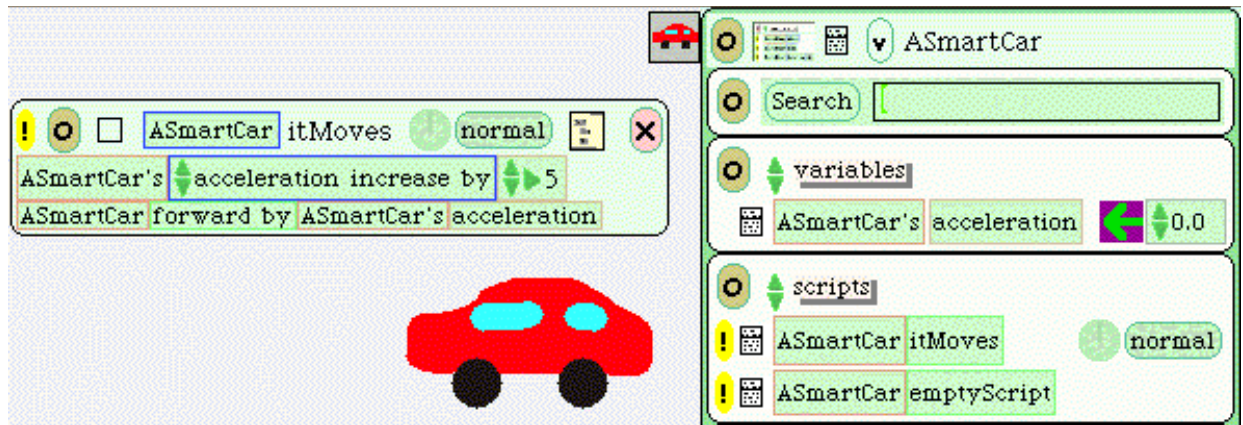 ! O ASmartCar itMoves normal X
ASmartCar's acceleration increase by 5
ASmartCar forward by ASmartCar's acceleration
O ASmartCar
O Search
O variables
ASmartCar's acceleration 0.0
O scripts
! ASmartCar itMoves normal
! ASmartCar emptyScript